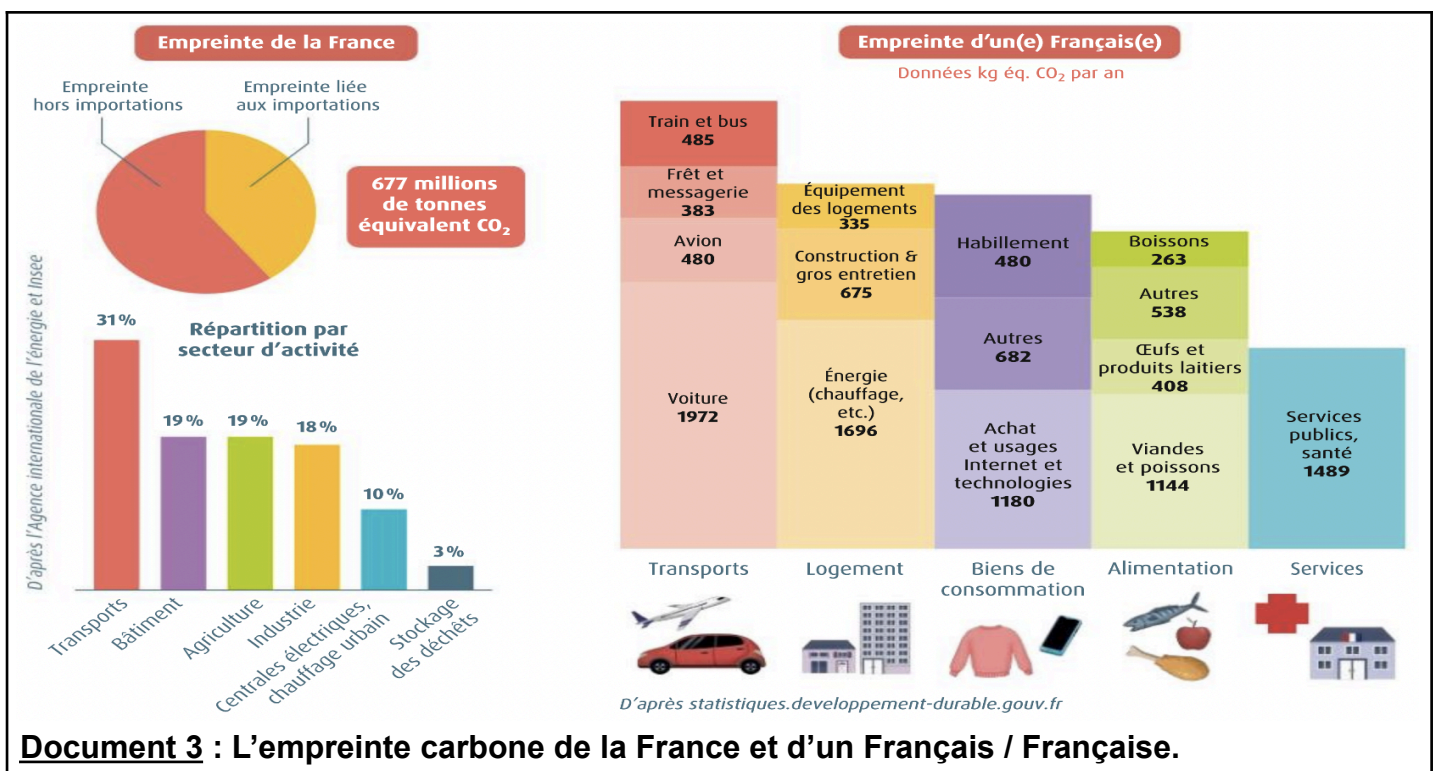 Empreinte de la France
Empreinte
hors importations
Empreinte liée
aux importations
677 millions
de tonnes
équivalent CO₂
D'après l'Agence internationale de l'énergie et Insee
Répartition par
secteur d'activité
31 %
19 %
19 %
18 %
10 %
3 %
Transports
Bâtiment
Agriculture
Industrie
Centrales électriques,
chauffage urbain
Stockage
des déchets
Empreinte d'un(e) Français(e)
Données kg éq. CO₂ par an
Train et bus
485
Frêt et
messagerie
383
Avion
480
Voiture
1972
Équipement
des logements
335
Construction &
gros entretien
675
Énergie
(chauffage,
etc.)
1696
Habillement
480
Autres
682
Achat
et usages
Internet et
technologies
1180
Boissons
263
Autres
538
Œufs et
produits laitiers
408
Viandes
et poissons
1144
Services
publics,
santé
1489
Transports
Logement
Biens de
consommation
Alimentation
Services
D'après statistiques.developpement-durable.gouv.fr
Document 3 : L'empreinte carbone de la France et d'un Français / Française.